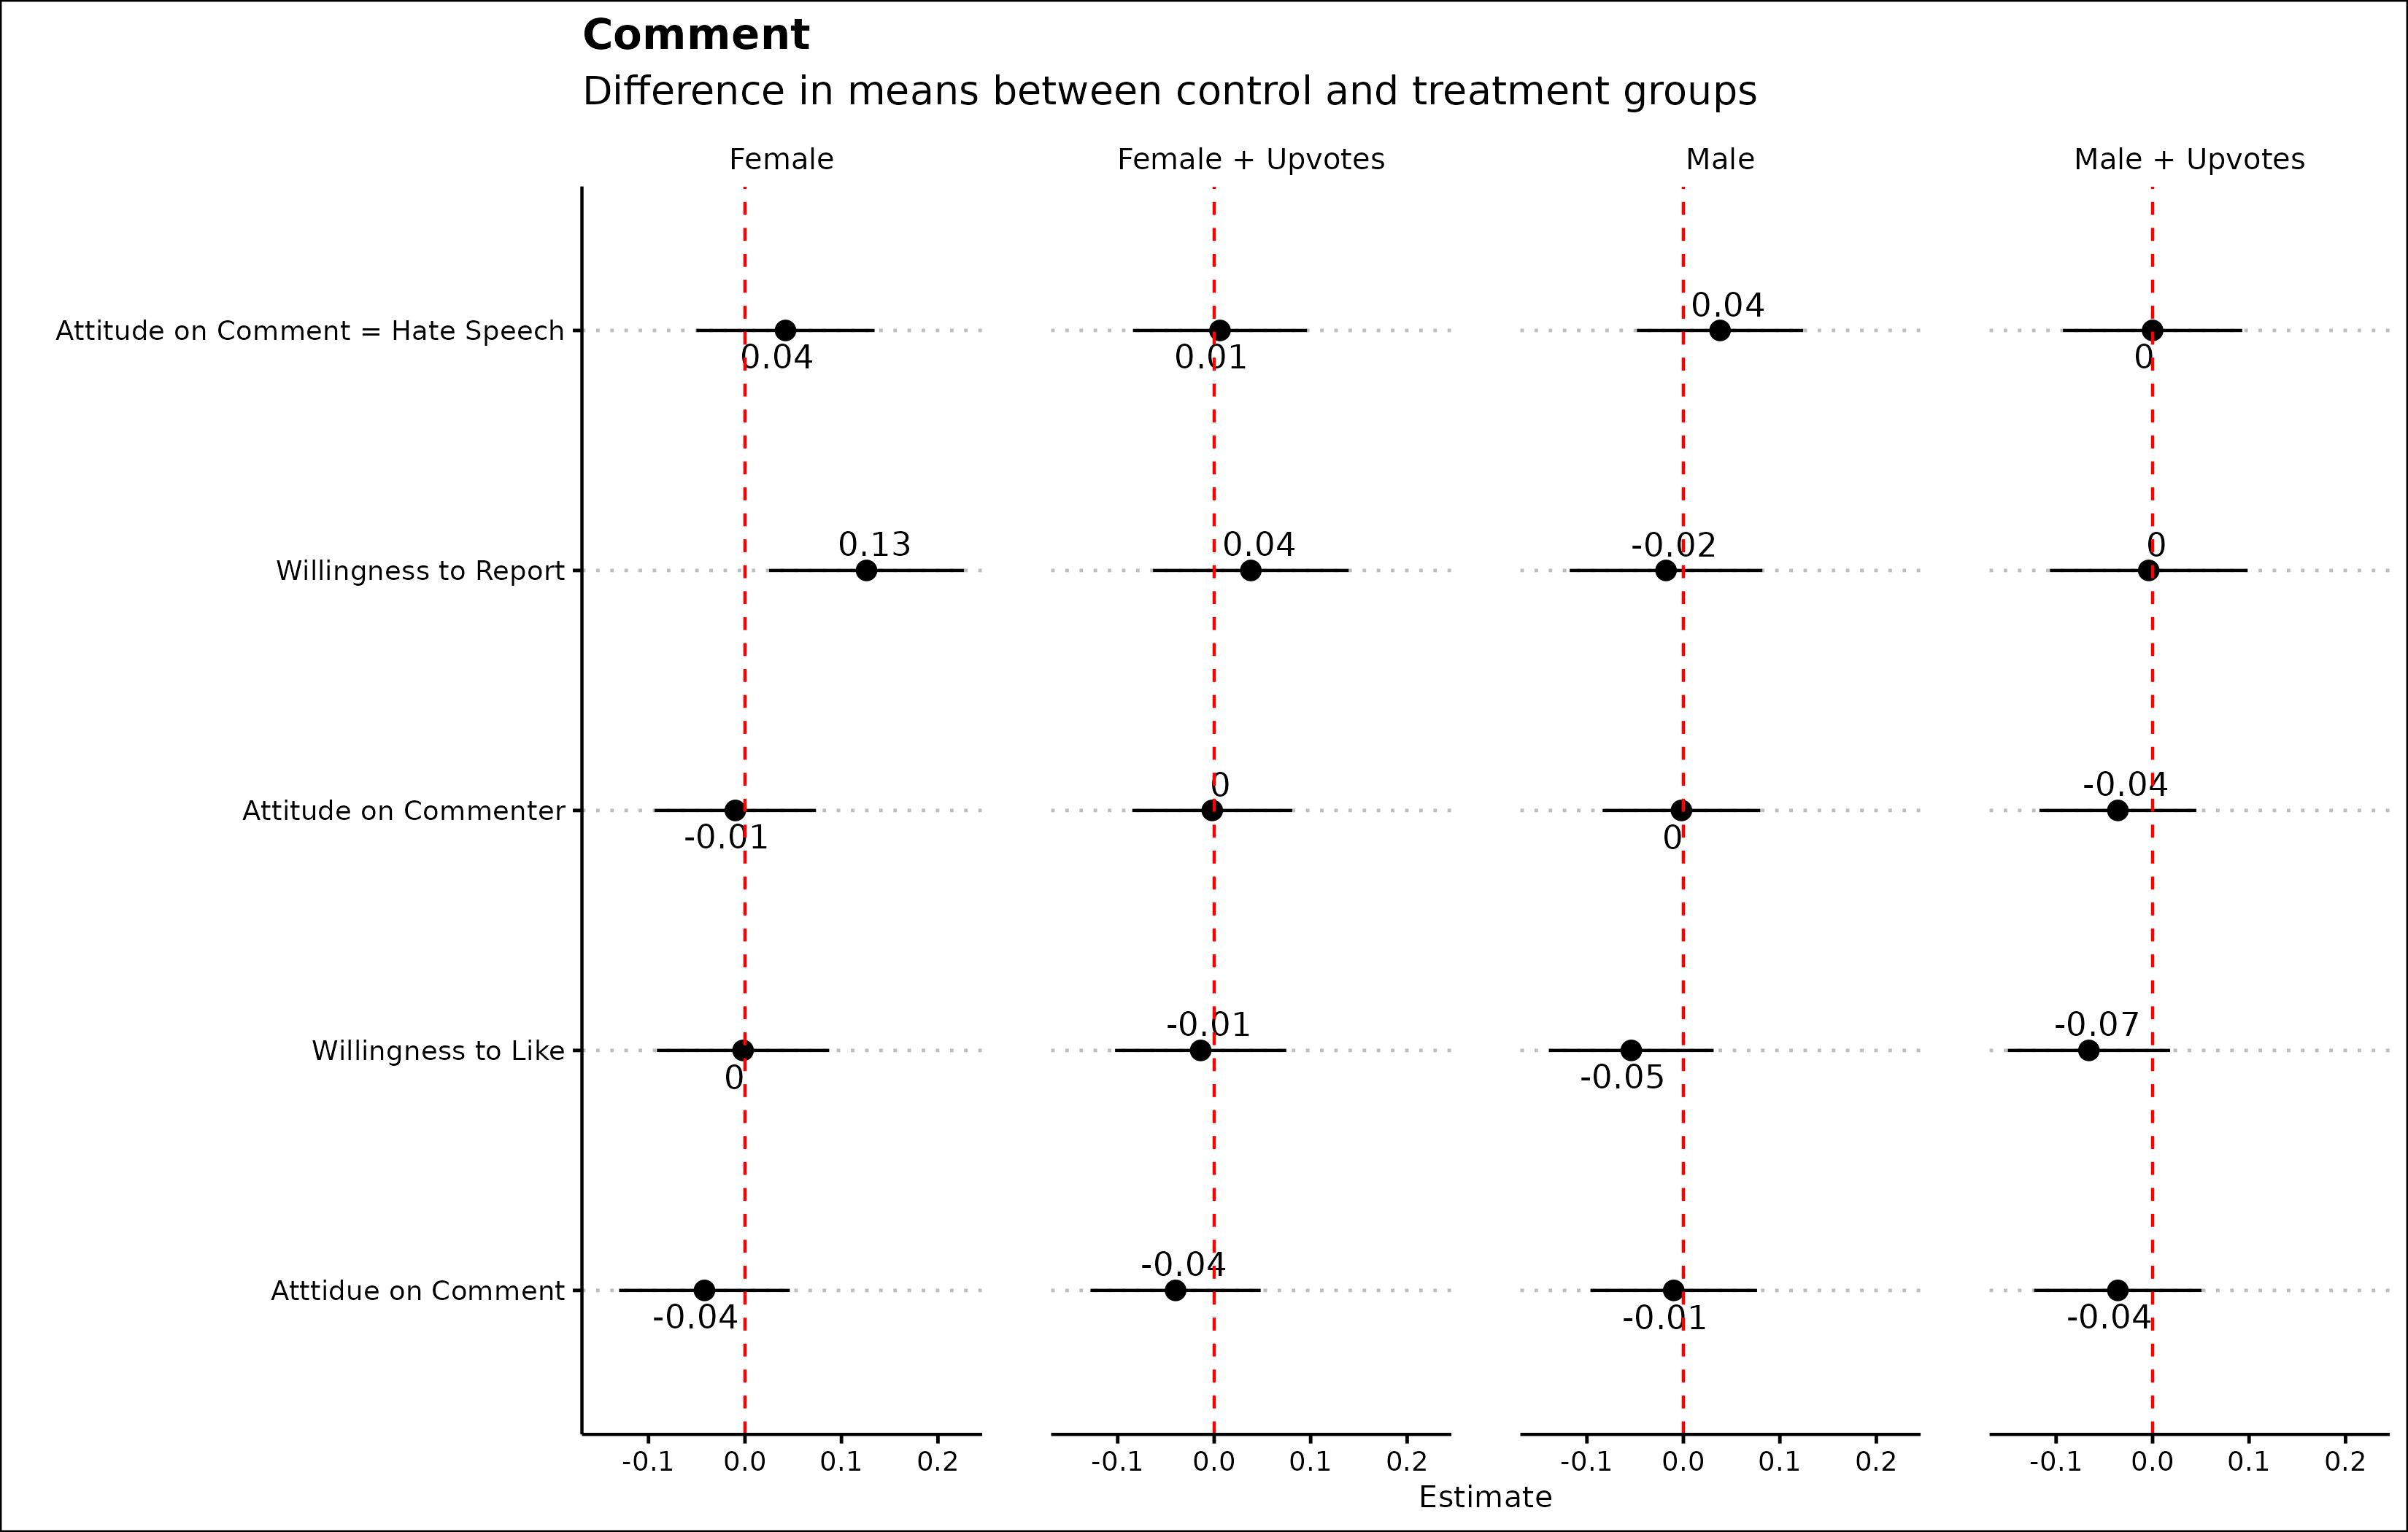 Comment
Difference in means between control and treatment groups
Female Female + Upvotes Male Male + Upvotes
Attitude on Comment = Hate Speech 0.04 0.01 0.04 0
Willingness to Report 0.13 0.04 -0.02 0
Attitude on Commenter -0.01 0 0 -0.04
Willingness to Like 0 -0.01 -0.05 -0.07
Atttidue on Comment -0.04 -0.04 -0.01 -0.04
-0.1 0.0 0.1 0.2 -0.1 0.0 0.1 0.2 -0.1 0.0 0.1 0.2 -0.1 0.0 0.1 0.2
Estimate